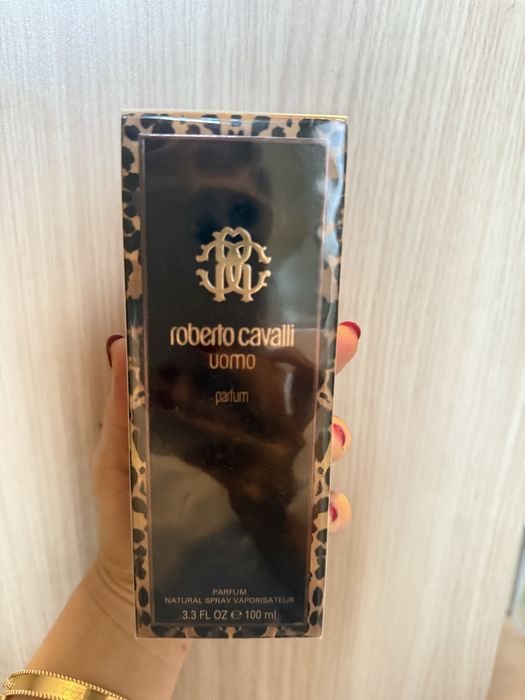 roberto cavalli
uomo
parfum
PARFUM
NATURAL SPRAY VAPORISATEUR
3.3 FL OZ ℮ 100 ml